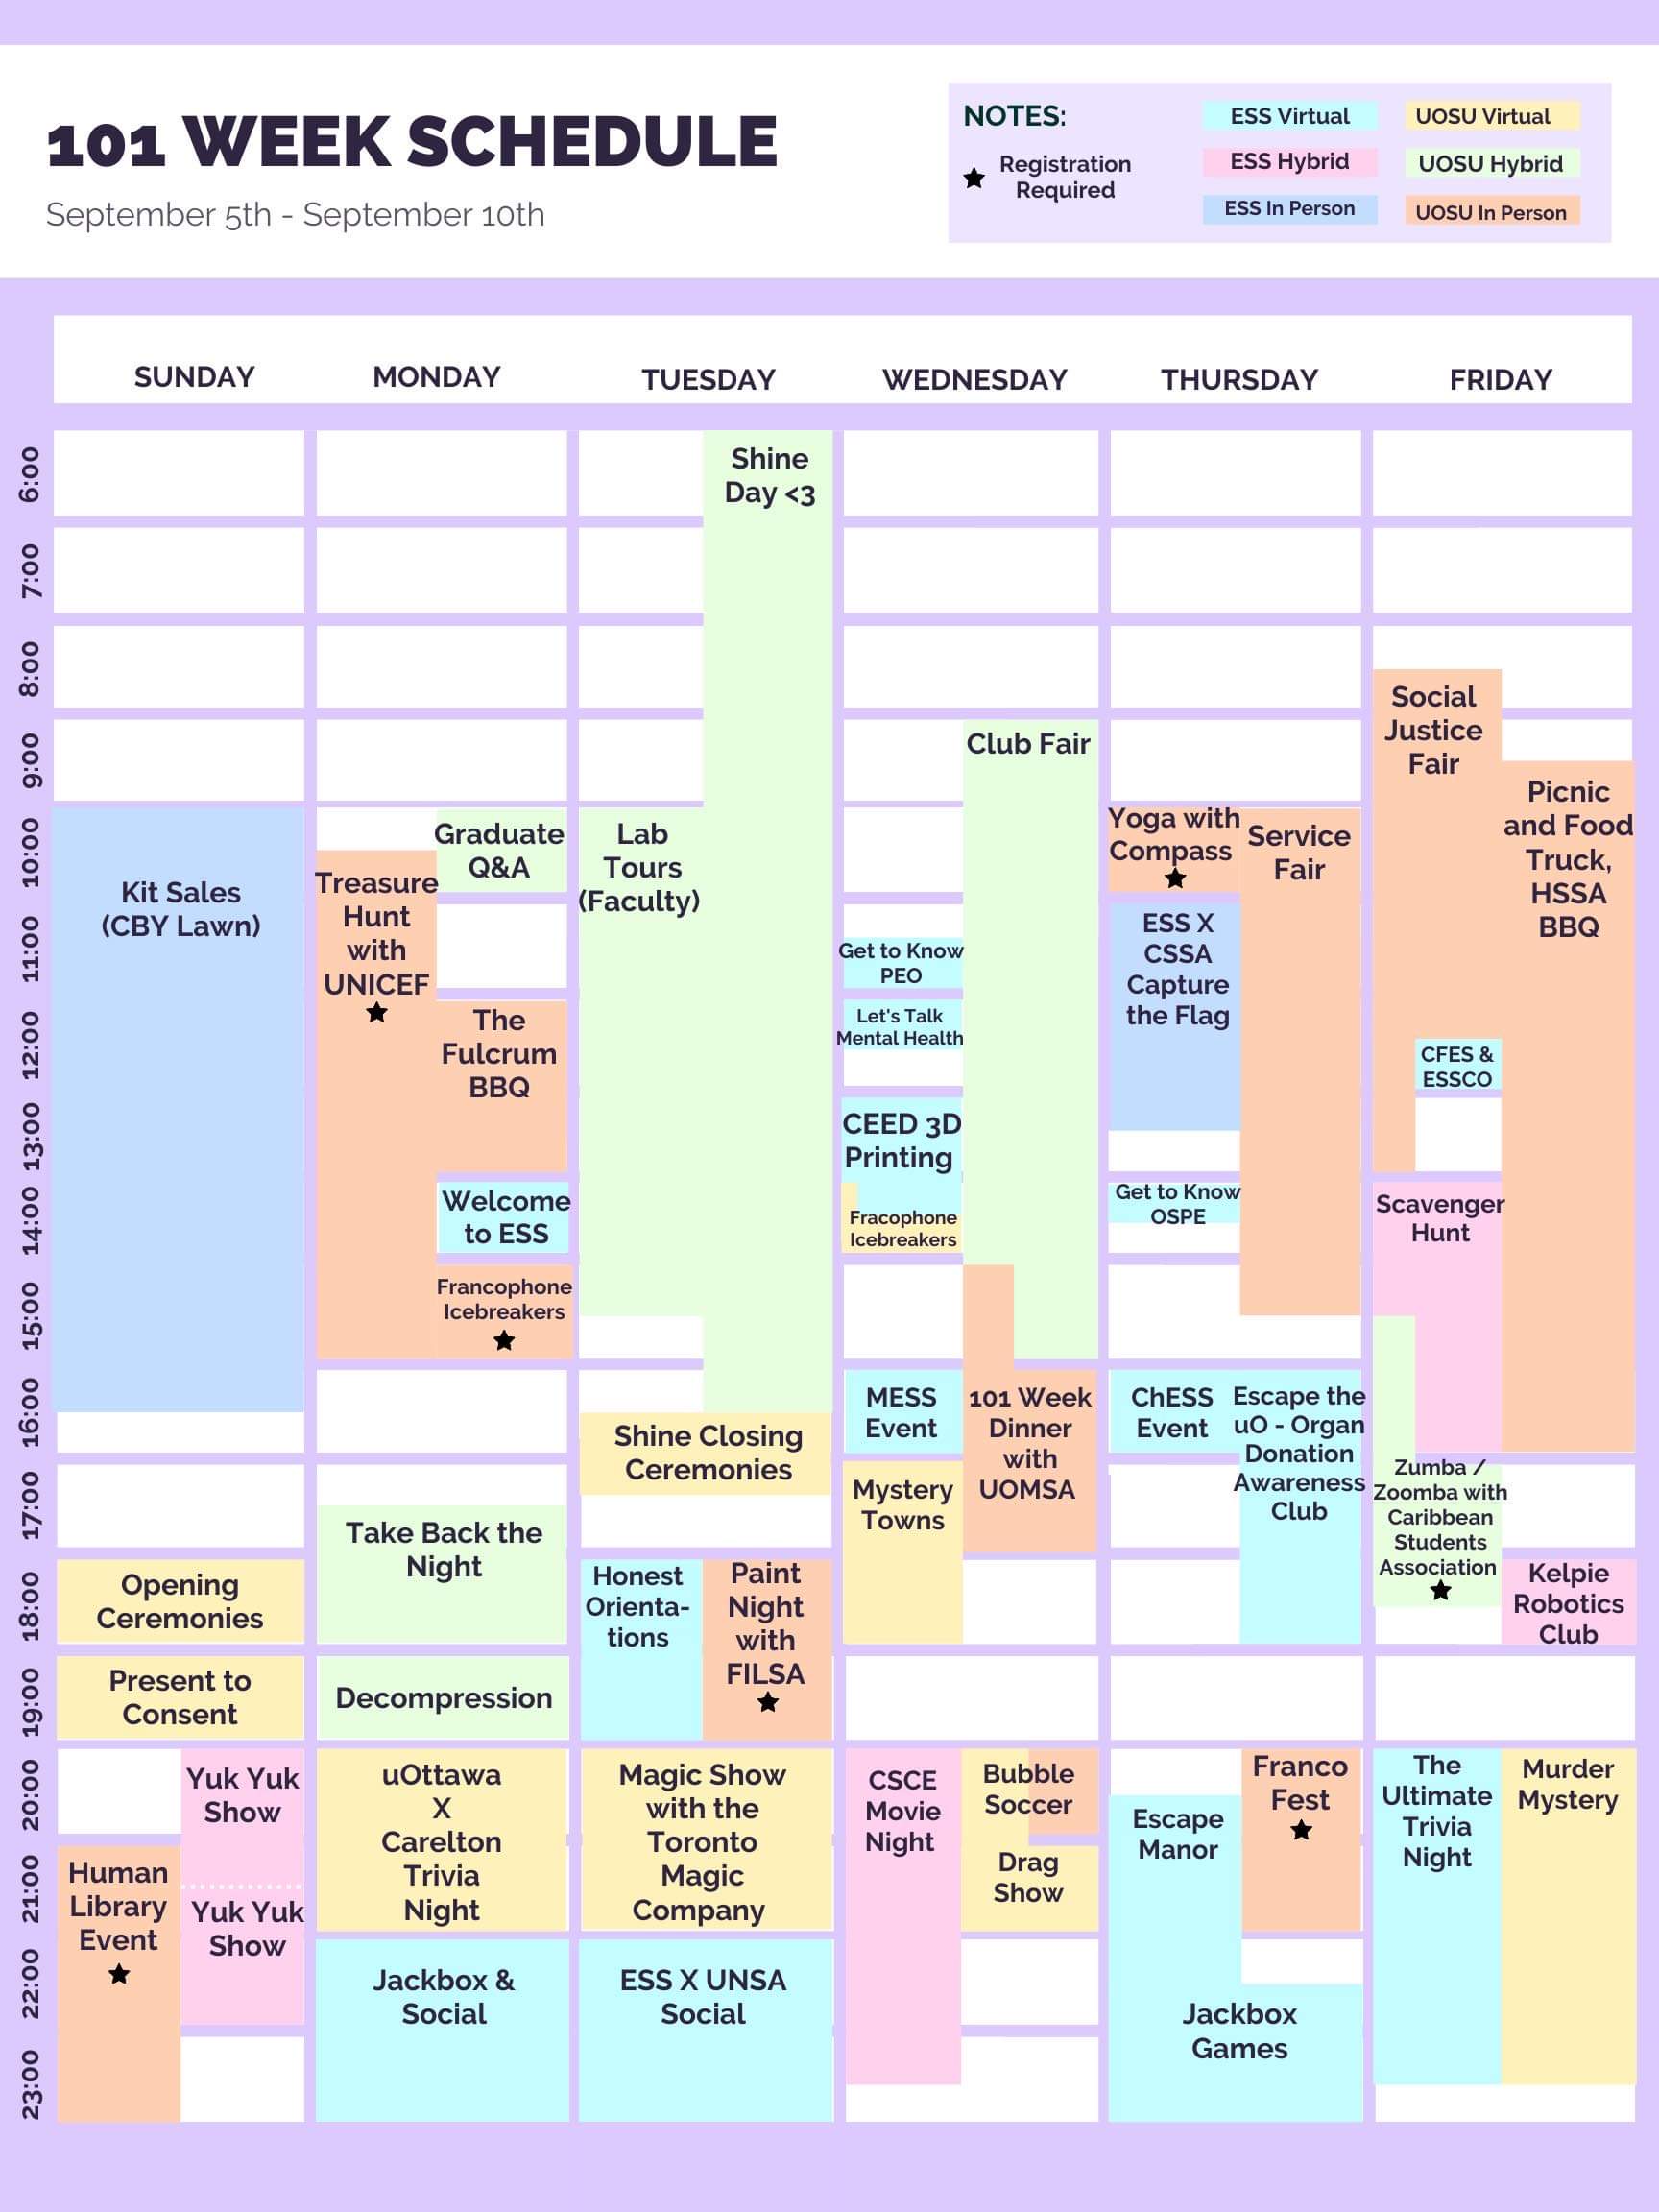 101 WEEK SCHEDULE
September 5th - September 10th
NOTES:
Registration
Required
ESS Virtual
ESS Hybrid
ESS In Person
UOSU Virtual
UOSU Hybrid
UOSU In Person
SUNDAY
MONDAY
TUESDAY
WEDNESDAY
THURSDAY
FRIDAY
6:00
7:00
8:00
9:00
10:00
11:00
12:00
13:00
14:00
15:00
16:00
17:00
18:00
19:00
20:00
21:00
22:00
23:00
Kit Sales
(CBY Lawn)
Opening
Ceremonies
Present to
Consent
Yuk Yuk
Show
Human
Library
Event
Yuk Yuk
Show
Graduate
Q&A
Treasure
Hunt
with
UNICEF
The
Fulcrum
BBQ
Welcome
to ESS
Francophone
Icebreakers
Take Back the
Night
Decompression
uOttawa
X
Carelton
Trivia
Night
Jackbox &
Social
Shine
Day <3
Lab
Tours
(Faculty)
Shine Closing
Ceremonies
Honest
Orienta-
tions
Paint
Night
with
FILSA
Magic Show
with the
Toronto
Magic
Company
ESS X UNSA
Social
Club Fair
Get to Know
PEO
Let's Talk
Mental Health
CEED 3D
Printing
Fracophone
Icebreakers
MESS
Event
101 Week
Dinner
with
UOMSA
Mystery
Towns
CSCE
Movie
Night
Bubble
Soccer
Drag
Show
Yoga with
Compass
Service
Fair
ESS X
CSSA
Capture
the Flag
Get to Know
OSPE
ChESS
Event
Escape the
uO - Organ
Donation
Awareness
Club
Franco
Fest
Escape
Manor
Jackbox
Games
Social
Justice
Fair
Picnic
and Food
Truck,
HSSA
BBQ
CFES &
ESSCO
Scavenger
Hunt
Zumba /
Zoomba with
Caribbean
Students
Association
Kelpie
Robotics
Club
The
Ultimate
Trivia
Night
Murder
Mystery